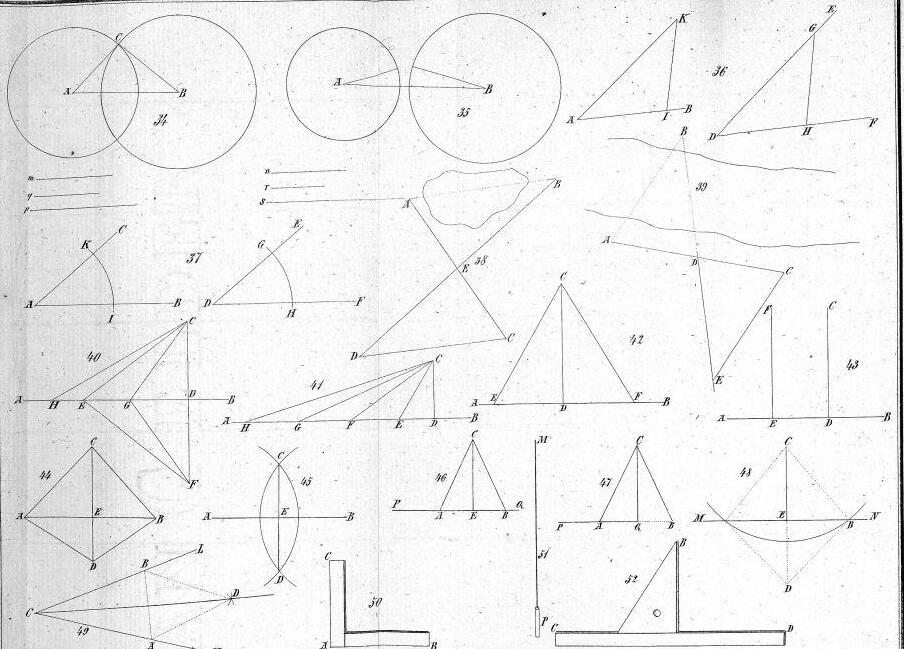 C
A B
34
A B
35
K
A I B
36
E
G
D H F
m
q
p
n
r
s
K C
A B
I
37
E
G
D F
H
A B
E
38
D C
B
39
A
D
C
E
C
40
A H E G D B
F
C
41
A H G F E D B
C
42
A E D F B
F C
43
A E D B
C
44
A E B
D
C
45
A E B
D
C
46
P A E B Q
M
51
P
C
47
P A Q B
C
48
M E B N
D
L
B
D
C
49
A
C
50
A B
B
52
C D